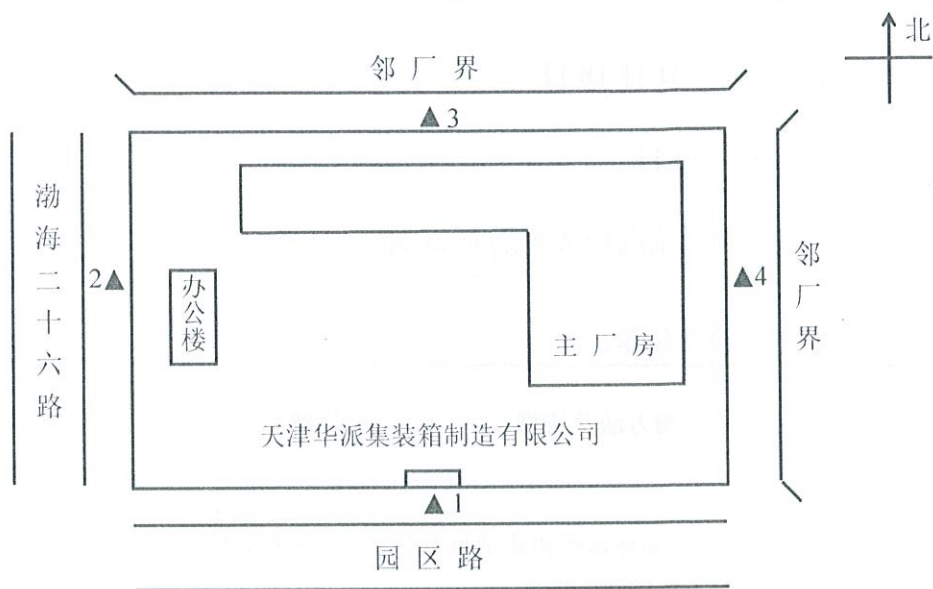 北
邻厂界
▲3
渤海二十六路
2▲
办公楼
▲4
邻厂界
主厂房
天津华派集装箱制造有限公司
▲1
园区路